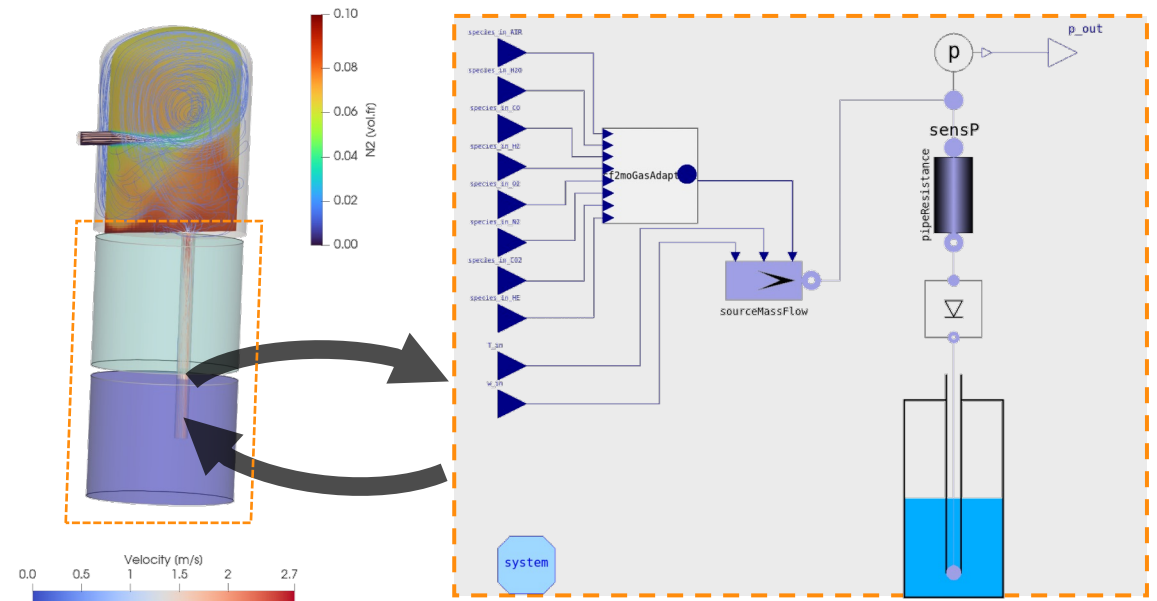 0.10
0.08
0.06
0.04
0.02
0.00
N2 (vol.fr)
Velocity (m/s)
0.0 0.5 1 1.5 2 2.7
species_in_AIR
species_in_H2O
species_in_CO
species_in_H2
species_in_O2
species_in_N2
species_in_CO2
species_in_HE
T_in
w_in
f2moGasAdapt
sourceMassFlow
p
p_out
sensP
pipeResistance
system